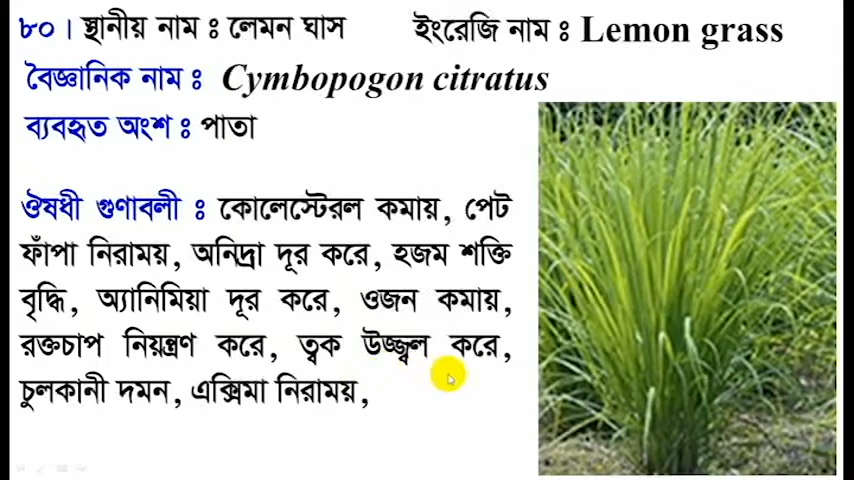 ৮০। স্থানীয় নাম : লেমন ঘাস ইংরেজি নাম : Lemon grass
বৈজ্ঞানিক নাম : Cymbopogon citratus
ব্যবহৃত অংশ : পাতা
ঔষধী গুণাবলী : কোলেস্টেরল কমায়, পেট
ফাঁপা নিরাময়, অনিদ্রা দূর করে, হজম শক্তি
বৃদ্ধি, অ্যানিমিয়া দূর করে, ওজন কমায়,
রক্তচাপ নিয়ন্ত্রণ করে, ত্বক উজ্জ্বল করে,
চুলকানী দমন, এক্সিমা নিরাময়,